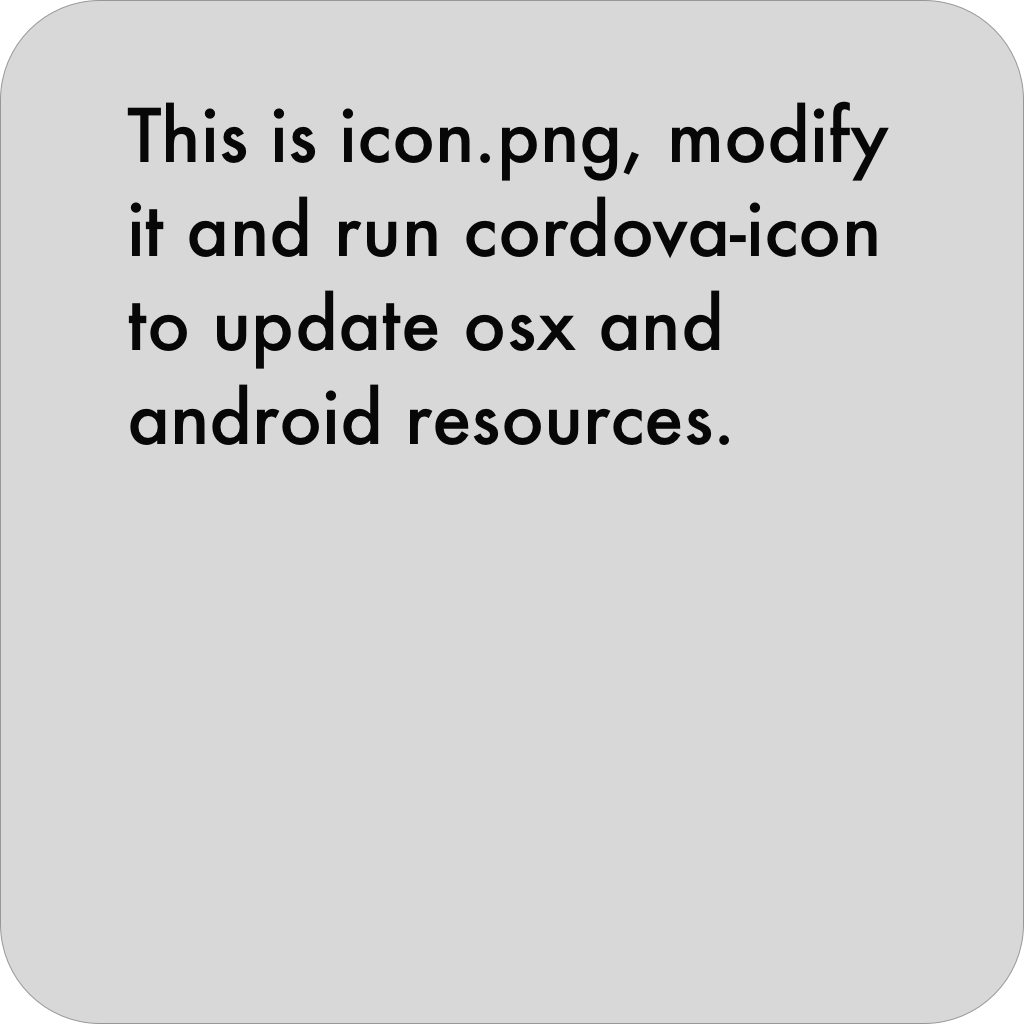 This is icon.png, modify
it and run cordova-icon
to update osx and
android resources.